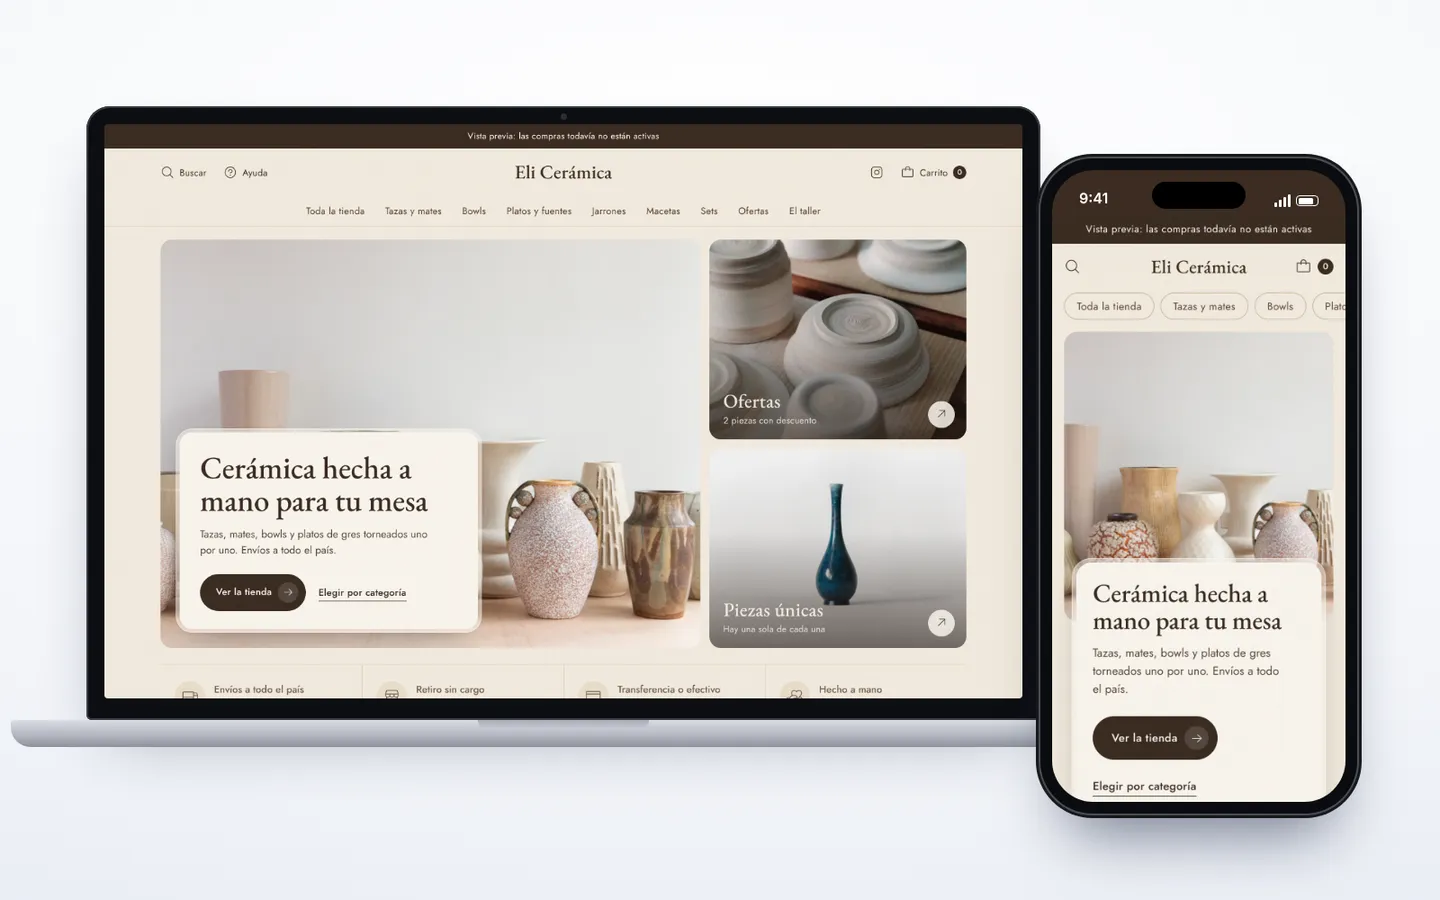 Vista previa: las compras todavía no están activas
Buscar
Ayuda
Eli Cerámica
Carrito
0
Toda la tienda
Tazas y mates
Bowls
Platos y fuentes
Jarrones
Macetas
Sets
Ofertas
El taller
Cerámica hecha a
mano para tu mesa
Tazas, mates, bowls y platos de gres torneados uno
por uno. Envíos a todo el país.
Ver la tienda
Elegir por categoría
Ofertas
2 piezas con descuento
Piezas únicas
Hay una sola de cada una
Envíos a todo el país
Retiro sin cargo
Transferencia o efectivo
Hecho a mano
9:41
Vista previa: las compras todavía no están activas
Eli Cerámica
0
Toda la tienda
Tazas y mates
Bowls
Plato
Cerámica hecha a
mano para tu mesa
Tazas, mates, bowls y platos de gres
torneados uno por uno. Envíos a todo
el país.
Ver la tienda
Elegir por categoría